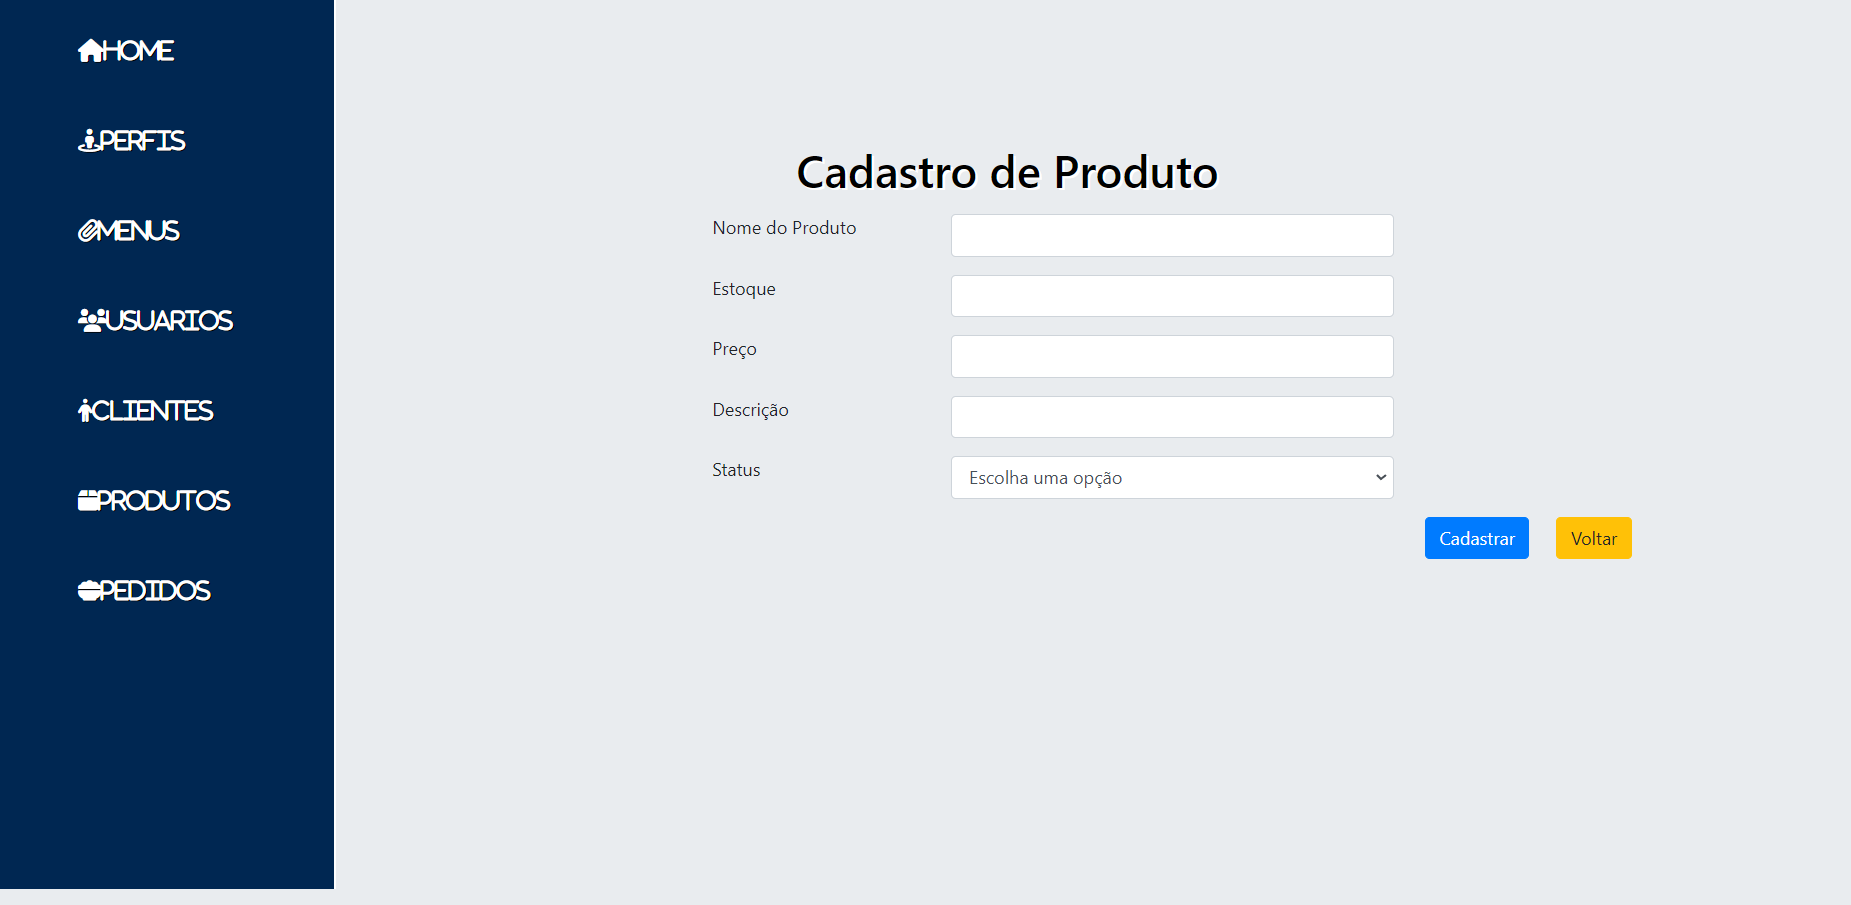 HOME
PERFIS
MENUS
USUARIOS
CLIENTES
PRODUTOS
PEDIDOS
Cadastro de Produto
Nome do Produto
Estoque
Preço
Descrição
Status
Escolha uma opção
Cadastrar
Voltar